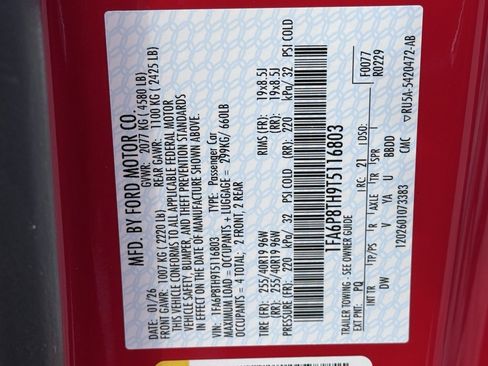 MFD. BY FORD MOTOR CO.
DATE: 01/26 GVWR: 2077 KG ( 4580 LB)
FRONT GAWR: 1007 KG (2220 LB) REAR GAWR: 1100 KG ( 2425 LB)
THIS VEHICLE CONFORMS TO ALL APPLICABLE FEDERAL MOTOR
VEHICLE SAFETY, BUMPER, AND THEFT PREVENTION STANDARDS
IN EFFECT ON THE DATE OF MANUFACTURE SHOWN ABOVE.
VIN: 1FA6P8TH9T5116803 TYPE: Passenger Car
MAXIMUM LOAD = OCCUPANTS + LUGGAGE = 299KG/ 660LB
OCCUPANTS = 4 TOTAL, 2 FRONT, 2 REAR
TIRE (FR): 255/40R19 96W RIMS (FR): 19x8.5J
TIRE (RR): 255/40R19 96W (RR): 19x8.5J
PRESSURE (FR): 220 kPa/ 32 PSI COLD (RR): 220 kPa/ 32 PSI COLD
1FA6P8TH9T5116803
TRAILER TOWING - SEE OWNER GUIDE
F0077
R0229
EXT PNT: PQ RC: 21 DSO:
INT TR TP/PS R AXLE TR SPR
DW V YA U BBDD
1202601073383 CMC ▽RU5A-5420472-AB